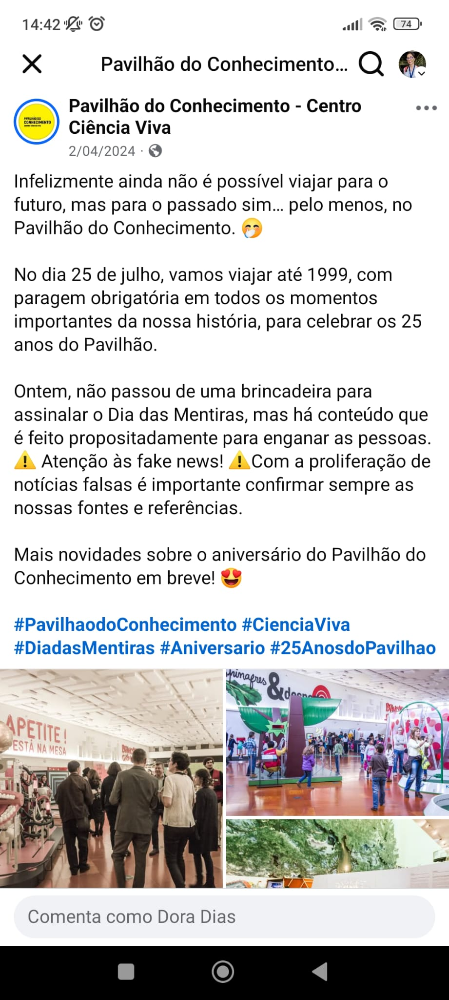 14:42
74
Pavilhão do Conhecimento...
PAVILHÃO DO
CONHECIMENTO
CENTRO CIÊNCIA VIVA
Pavilhão do Conhecimento - Centro
Ciência Viva
2/04/2024 ·
Infelizmente ainda não é possível viajar para o
futuro, mas para o passado sim... pelo menos, no
Pavilhão do Conhecimento. 🤭
No dia 25 de julho, vamos viajar até 1999, com
paragem obrigatória em todos os momentos
importantes da nossa história, para celebrar os 25
anos do Pavilhão.
Ontem, não passou de uma brincadeira para
assinalar o Dia das Mentiras, mas há conteúdo que
é feito propositadamente para enganar as pessoas.
⚠️ Atenção às fake news! ⚠️Com a proliferação de
notícias falsas é importante confirmar sempre as
nossas fontes e referências.
Mais novidades sobre o aniversário do Pavilhão do
Conhecimento em breve! 😍
#PavilhaodoConhecimento #CienciaViva
#DiadasMentiras #Aniversario #25AnosdoPavilhao
APETITE!
ESTÁ NA MESA
&
Comenta como Dora Dias